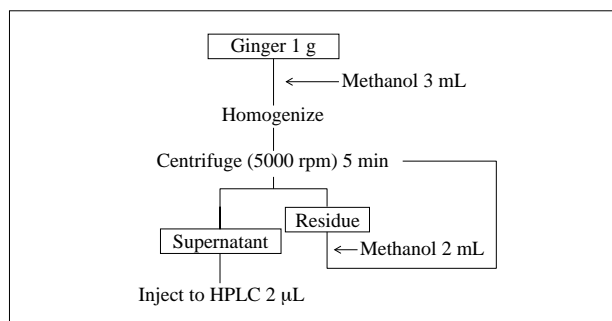 Ginger 1 g
Methanol 3 mL
Homogenize
Centrifuge (5000 rpm) 5 min
Residue
Supernatant
Methanol 2 mL
Inject to HPLC 2 μL